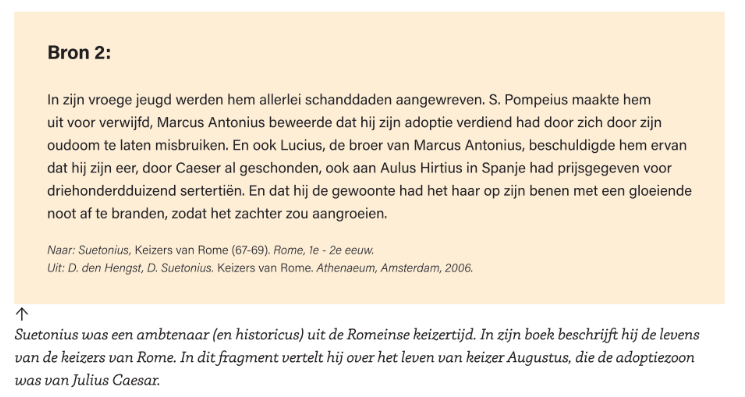 Bron 2:
In zijn vroege jeugd werden hem allerlei schanddaden aangewreven. S. Pompeius maakte hem
uit voor verwijfd, Marcus Antonius beweerde dat hij zijn adoptie verdiend had door zich door zijn
oudoom te laten misbruiken. En ook Lucius, de broer van Marcus Antonius, beschuldigde hem ervan
dat hij zijn eer, door Caeser al geschonden, ook aan Aulus Hirtius in Spanje had prijsgegeven voor
driehonderdduizend sertertiën. En dat hij de gewoonte had het haar op zijn benen met een gloeiende
noot af te branden, zodat het zachter zou aangroeien.
Naar: Suetonius, Keizers van Rome (67-69). Rome, 1e - 2e eeuw.
Uit: D. den Hengst, D. Suetonius. Keizers van Rome. Athenaeum, Amsterdam, 2006.
↑
Suetonius was een ambtenaar (en historicus) uit de Romeinse keizertijd. In zijn boek beschrijft hij de levens
van de keizers van Rome. In dit fragment vertelt hij over het leven van keizer Augustus, die de adoptiezoon
was van Julius Caesar.